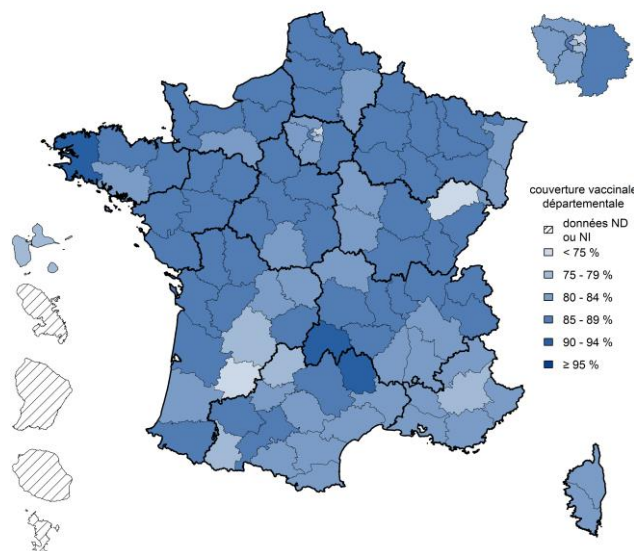 couverture vaccinale
départementale
données ND
ou NI
< 75 %
75 - 79 %
80 - 84 %
85 - 89 %
90 - 94 %
≥ 95 %